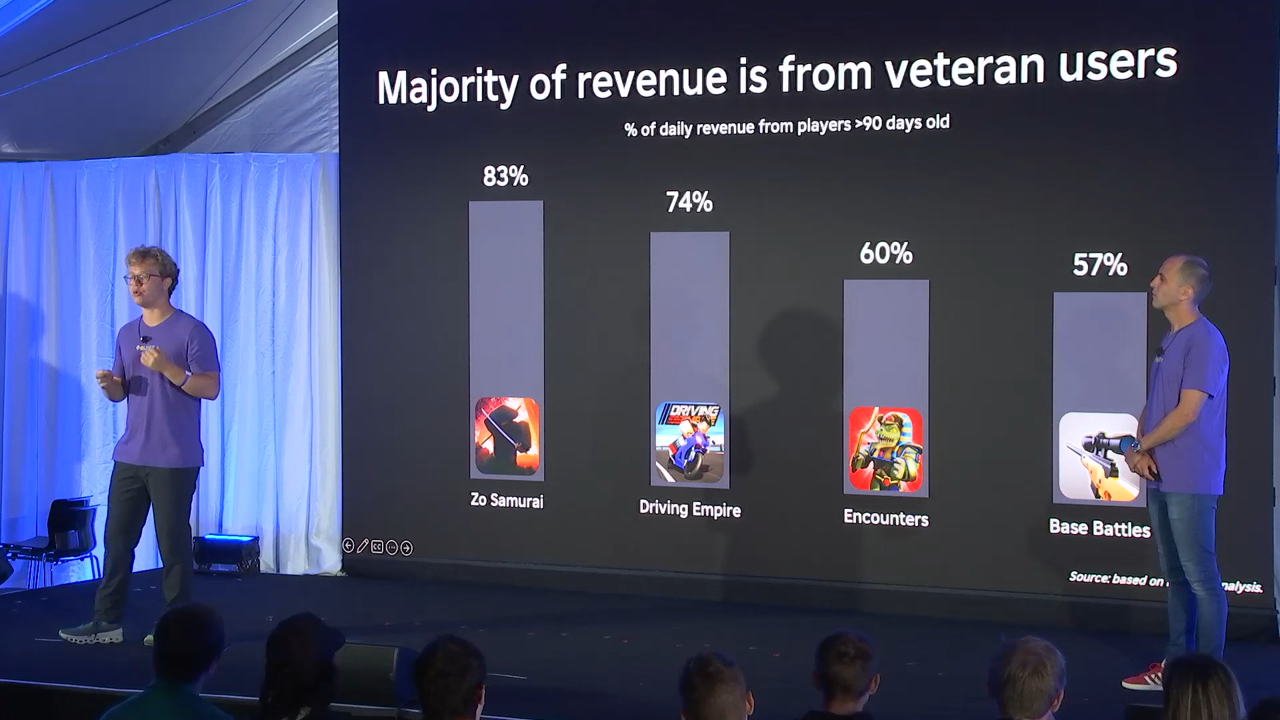 Majority of revenue is from veteran users
% of daily revenue from players >90 days old
83%
74%
60%
57%
DRIVING
Zo Samurai
Driving Empire
Encounters
Base Battles
Source: based on